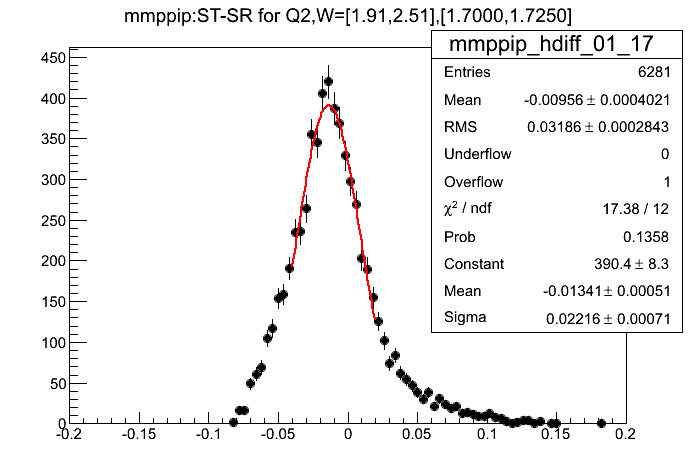 mmppip:ST-SR for Q2,W=[1.91,2.51],[1.7000,1.7250]
mmppip_hdiff_01_17
Entries 6281
Mean -0.00956 ± 0.0004021
RMS 0.03186 ± 0.0002843
Underflow 0
Overflow 1
χ² / ndf 17.38 / 12
Prob 0.1358
Constant 390.4 ± 8.3
Mean -0.01341 ± 0.00051
Sigma 0.02216 ± 0.00071
450
400
350
300
250
200
150
100
50
0
-0.2 -0.15 -0.1 -0.05 0 0.05 0.1 0.15 0.2